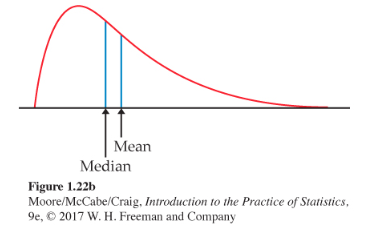 Mean
Median
Figure 1.22b
Moore/McCabe/Craig, Introduction to the Practice of Statistics,
9e, © 2017 W. H. Freeman and Company